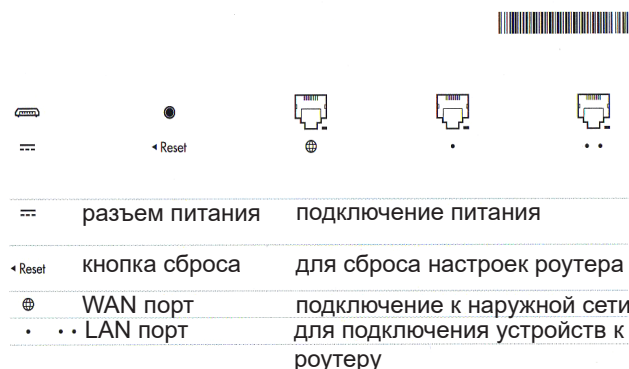 Reset
разъем питания подключение питания
Reset кнопка сброса для сброса настроек роутера
WAN порт подключение к наружной сети
LAN порт для подключения устройств к
роутеру